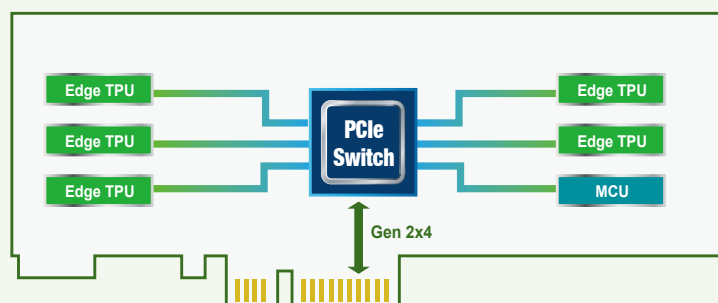 Edge TPU
Edge TPU
Edge TPU
PCIe
Switch
Edge TPU
Edge TPU
MCU
Gen 2x4